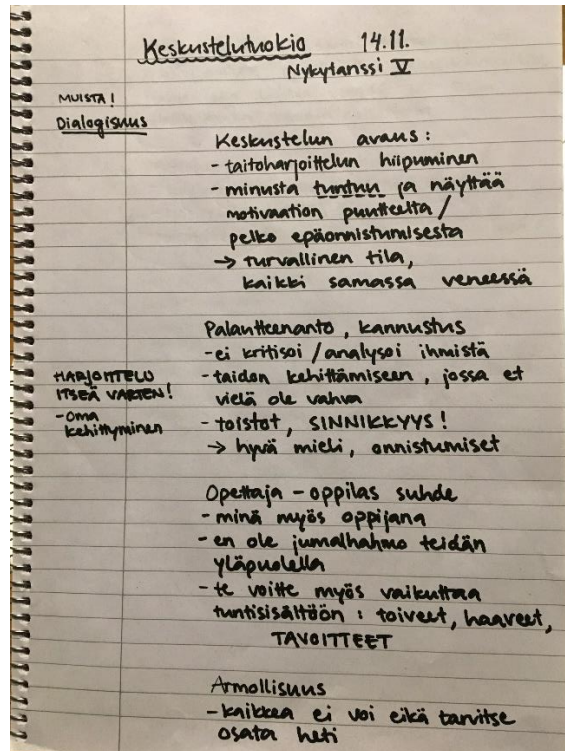 Keskustelutuokio 14.11.
Nykytanssi V
MUISTA!
Dialogisuus
Keskustelun avaus:
- taitoharjoittelun hiipuminen
- minusta tuntuu ja näyttää
motivaation puutteelta /
pelko epäonnistumisesta
→ turvallinen tila,
kaikki samassa veneessä
Palautteenanto, kannustus
- ei kritisoi / analysoi ihmistä
HARJOITTELU
ITSEÄ VARTEN!
- oma
kehittyminen
- taidon kehittämiseen, jossa et
vielä ole vahva
- toistot, SINNIKKYYS!
→ hyvä mieli, onnistumiset
Opettaja - oppilas suhde
- minä myös oppijana
- en ole jumalhahmo teidän
yläpuolella
- te voitte myös vaikuttaa
tuntisisältöön : toiveet, haaveet,
TAVOITTEET
Armollisuus
- kaikkea ei voi eikä tarvitse
osata heti